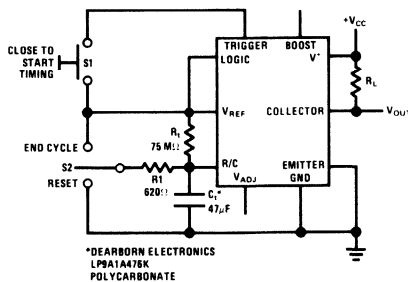 +VCC
CLOSE TO
START
TIMING
S1
TRIGGER
BOOST
LOGIC
V+
RL
VREF
COLLECTOR
VOUT
END CYCLE
Rt
75 MΩ
S2
R1
620Ω
R/C
EMITTER
GND
VADJ
RESET
Ct*
47µF
*DEARBORN ELECTRONICS
LP9A1A476K
POLYCARBONATE